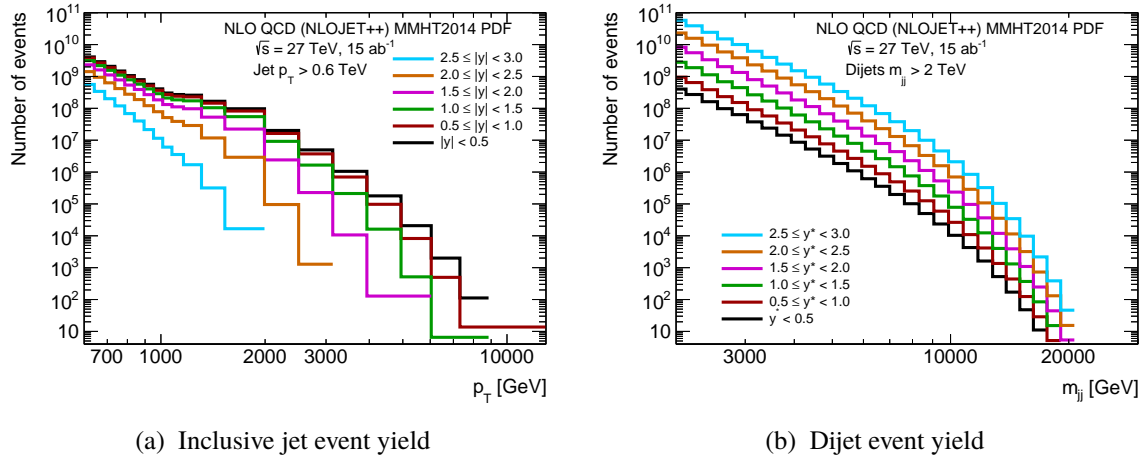 Number of events
10¹¹
10¹⁰
10⁹
10⁸
10⁷
10⁶
10⁵
10⁴
10³
10²
10
NLO QCD (NLOJET++) MMHT2014 PDF
√s = 27 TeV, 15 ab⁻¹
Jet p_T > 0.6 TeV
2.5 ≤ |y| < 3.0
2.0 ≤ |y| < 2.5
1.5 ≤ |y| < 2.0
1.0 ≤ |y| < 1.5
0.5 ≤ |y| < 1.0
|y| < 0.5
700 1000 2000 3000 10000
p_T [GeV]
(a) Inclusive jet event yield
Number of events
10¹¹
10¹⁰
10⁹
10⁸
10⁷
10⁶
10⁵
10⁴
10³
10²
10
NLO QCD (NLOJET++) MMHT2014 PDF
√s = 27 TeV, 15 ab⁻¹
Dijets m_jj > 2 TeV
2.5 ≤ y* < 3.0
2.0 ≤ y* < 2.5
1.5 ≤ y* < 2.0
1.0 ≤ y* < 1.5
0.5 ≤ y* < 1.0
y* < 0.5
3000 10000 20000
m_jj [GeV]
(b) Dijet event yield